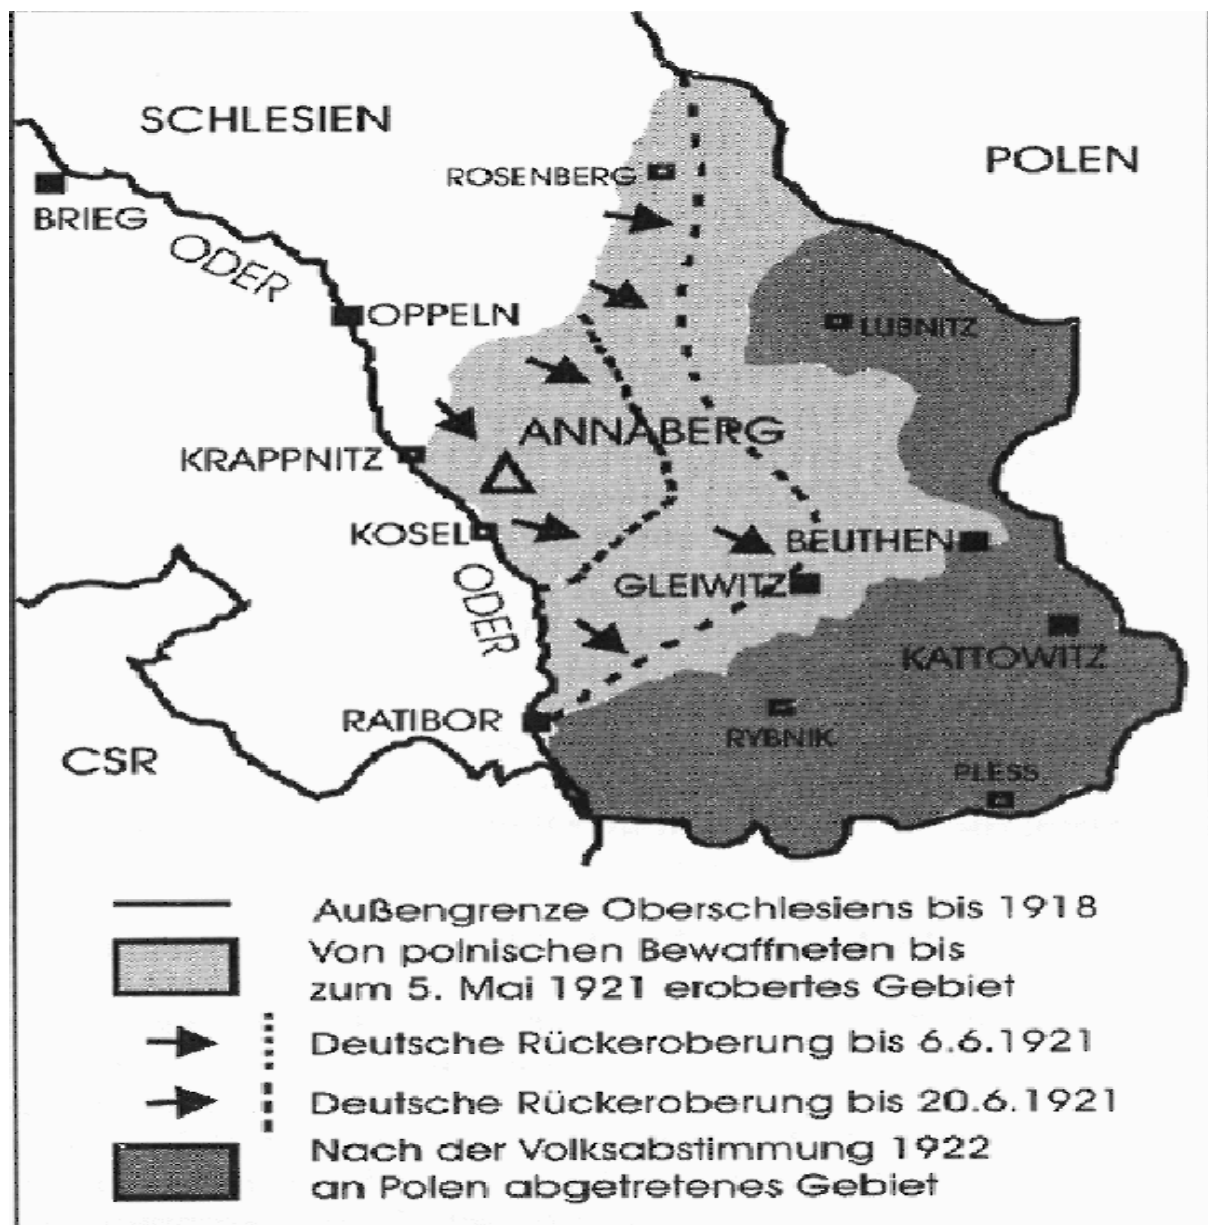 SCHLESIEN
POLEN
ROSENBERG
BRIEG
ODER
OPPELN
LUBNITZ
ANNABERG
KRAPPNITZ
KOSEL
BEUTHEN
ODER
GLEIWITZ
KATTOWITZ
RATIBOR
RYBNIK
CSR
PLESS
Außengrenze Oberschlesiens bis 1918
Von polnischen Bewaffneten bis
zum 5. Mai 1921 erobertes Gebiet
Deutsche Rückeroberung bis 6.6.1921
Deutsche Rückeroberung bis 20.6.1921
Nach der Volksabstimmung 1922
an Polen abgetretenes Gebiet